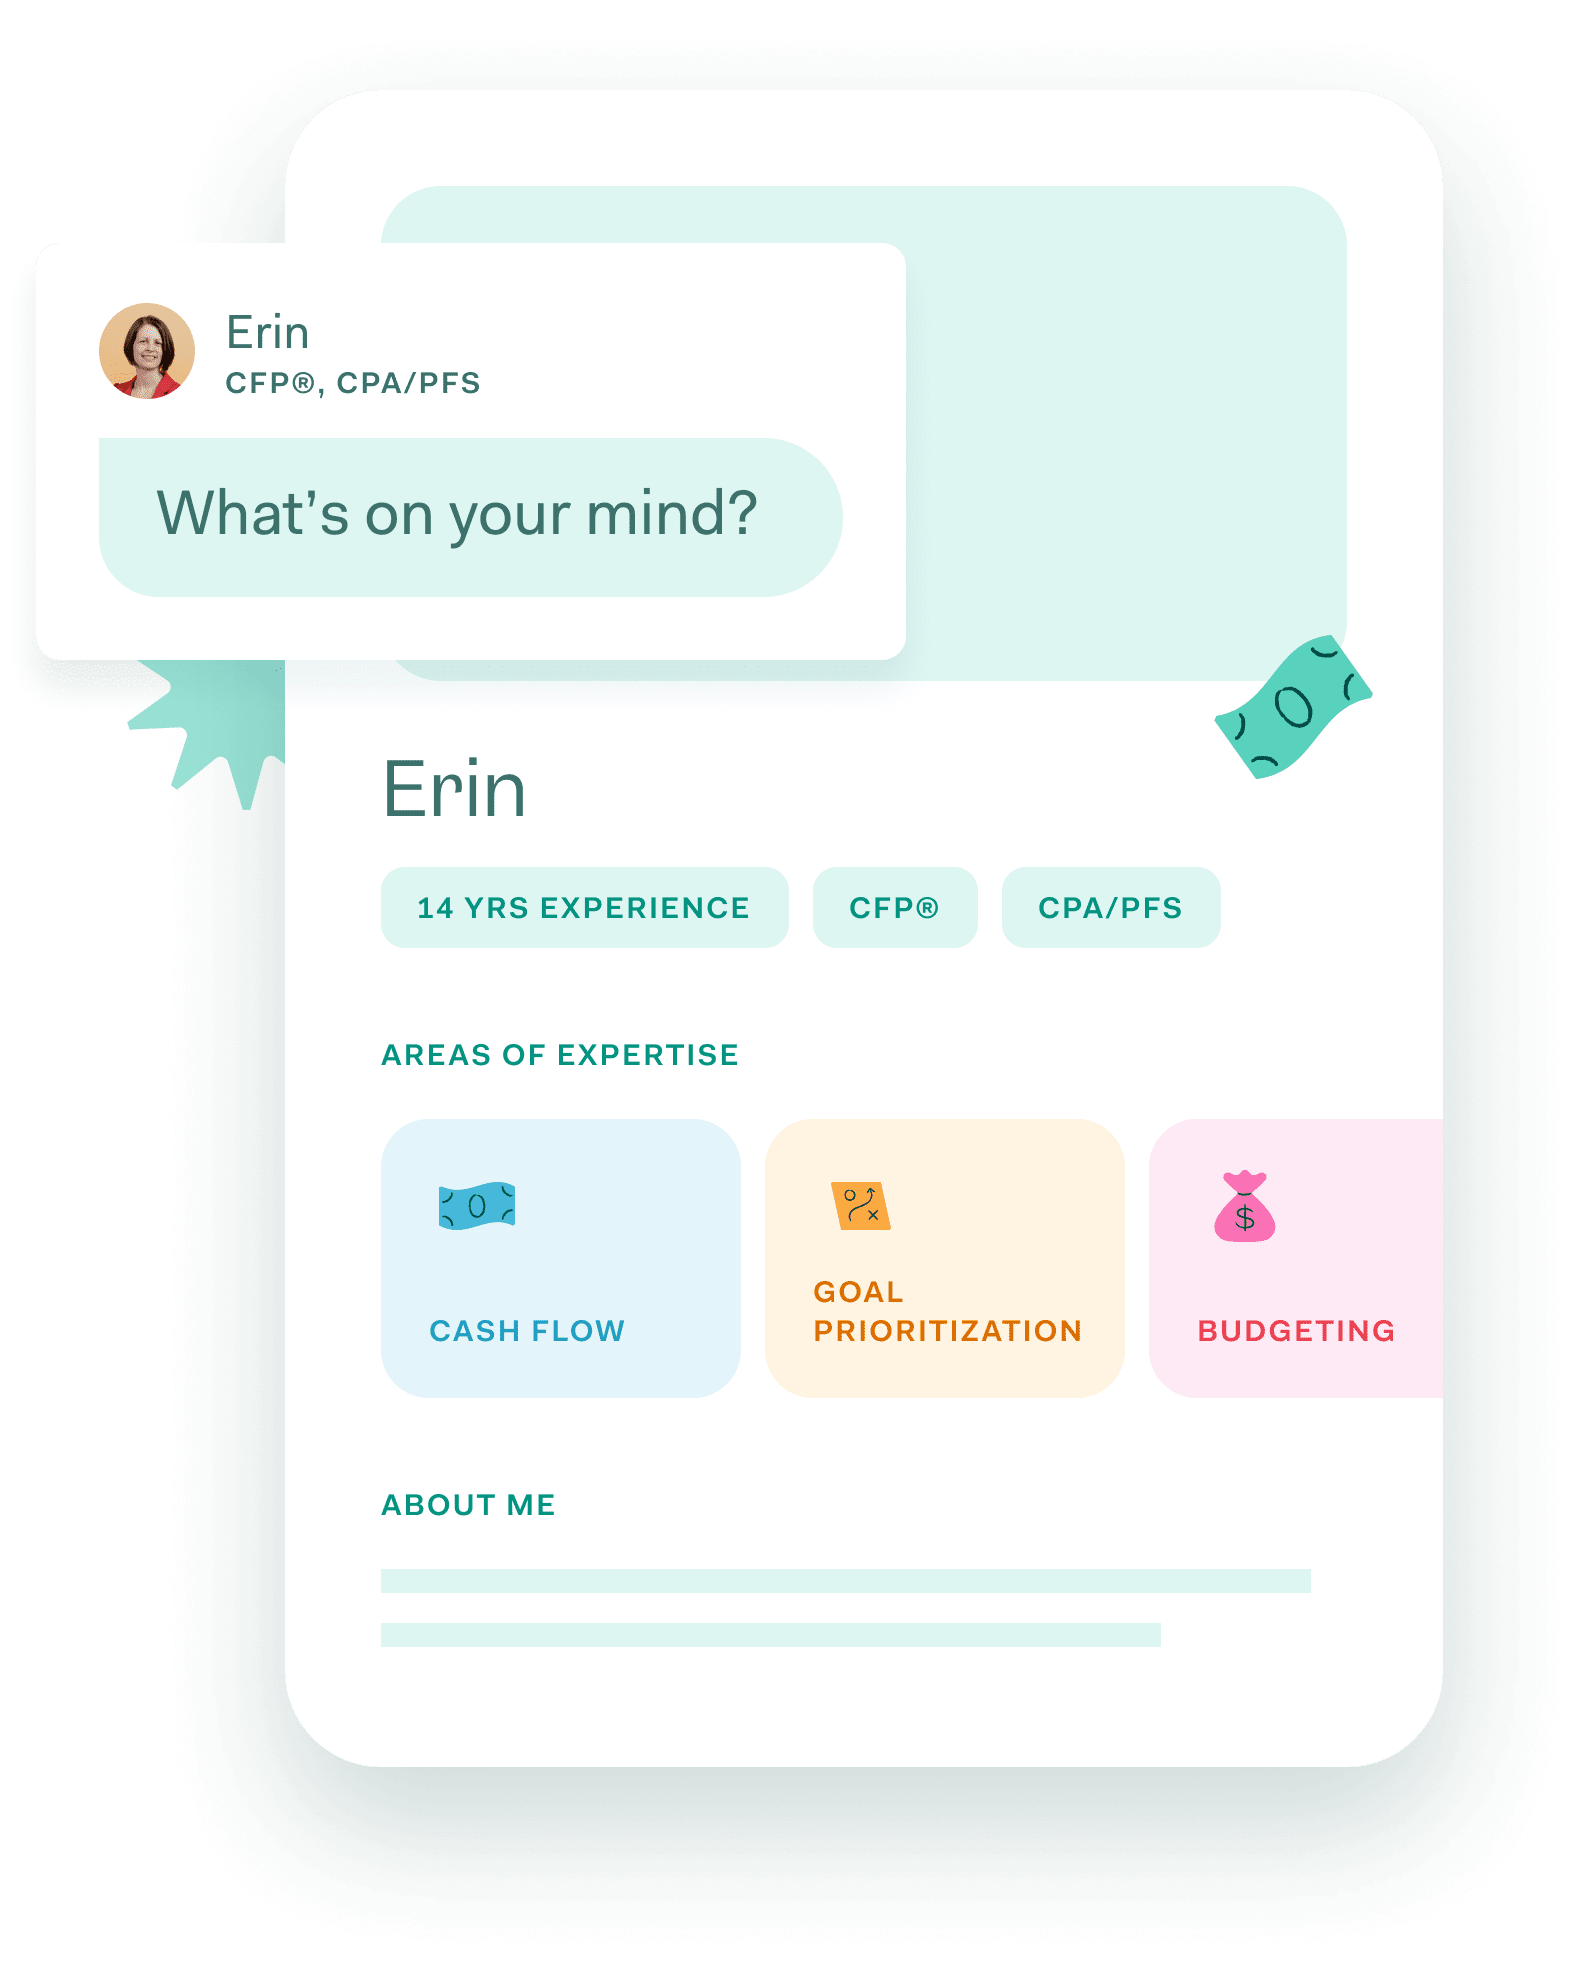 Erin
CFP®, CPA/PFS
What’s on your mind?
Erin
14 YRS EXPERIENCE
CFP®
CPA/PFS
AREAS OF EXPERTISE
CASH FLOW
GOAL
PRIORITIZATION
$
BUDGETING
ABOUT ME